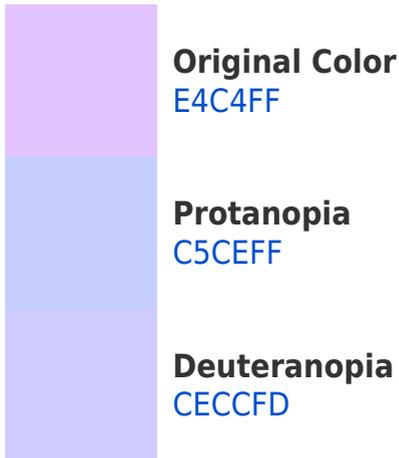 Original Color
E4C4FF
Protanopia
C5CEFF
Deuteranopia
CECCFD